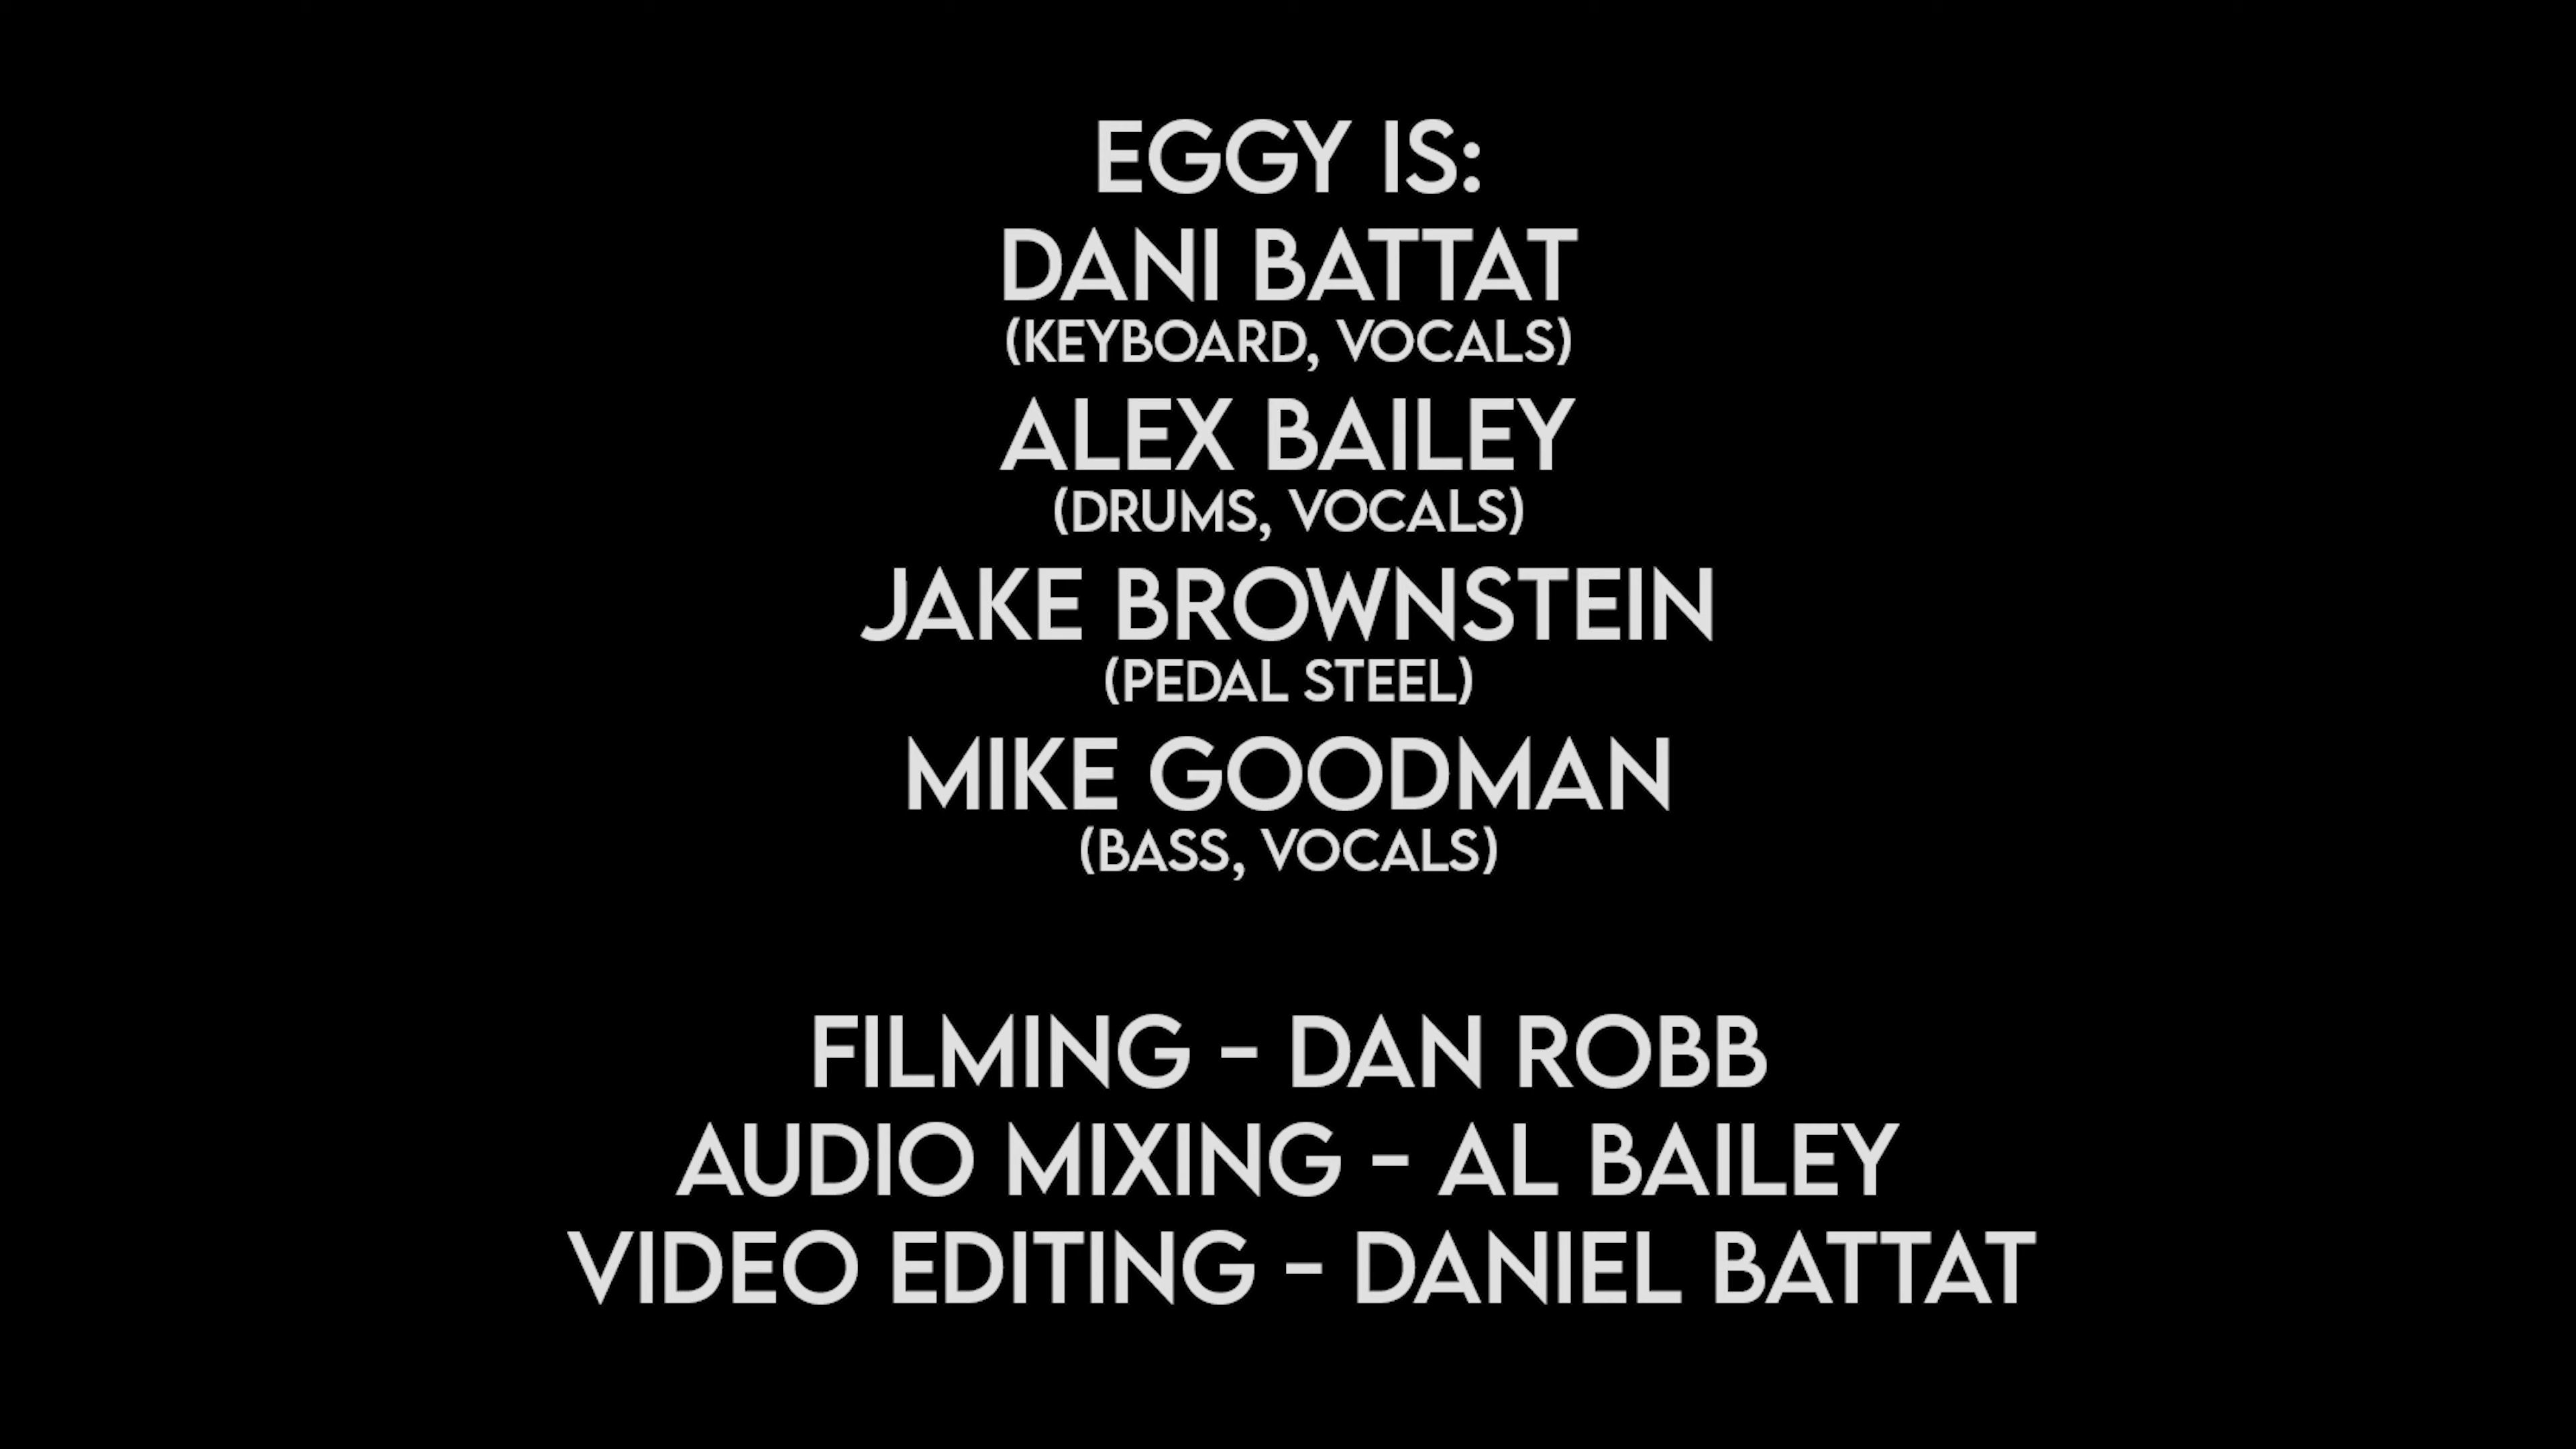 EGGY IS:
DANI BATTAT
(KEYBOARD, VOCALS)
ALEX BAILEY
(DRUMS, VOCALS)
JAKE BROWNSTEIN
(PEDAL STEEL)
MIKE GOODMAN
(BASS, VOCALS)
FILMING - DAN ROBB
AUDIO MIXING - AL BAILEY
VIDEO EDITING - DANIEL BATTAT